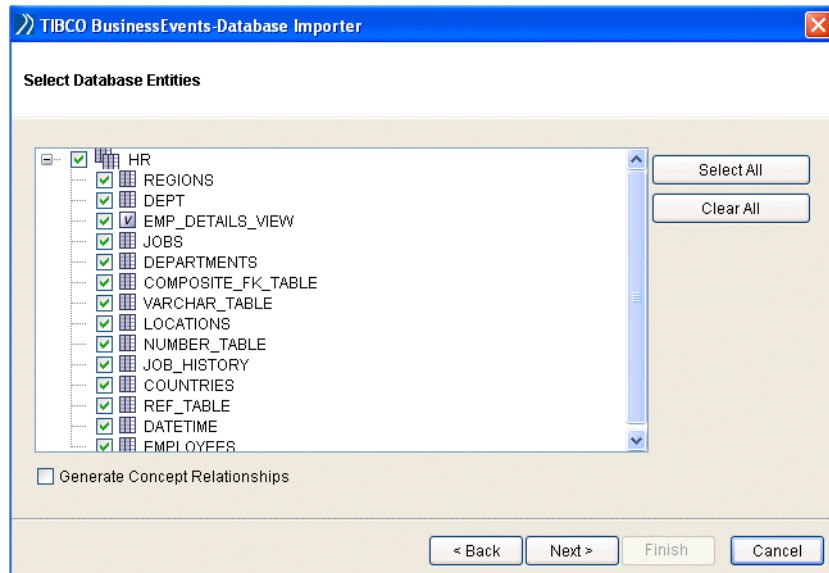 TIBCO BusinessEvents-Database Importer
Select Database Entities
HR
REGIONS
DEPT
V EMP_DETAILS_VIEW
JOBS
DEPARTMENTS
COMPOSITE_FK_TABLE
VARCHAR_TABLE
LOCATIONS
NUMBER_TABLE
JOB_HISTORY
COUNTRIES
REF_TABLE
DATETIME
EMPLOYEES
Select All
Clear All
Generate Concept Relationships
< Back Next > Finish Cancel